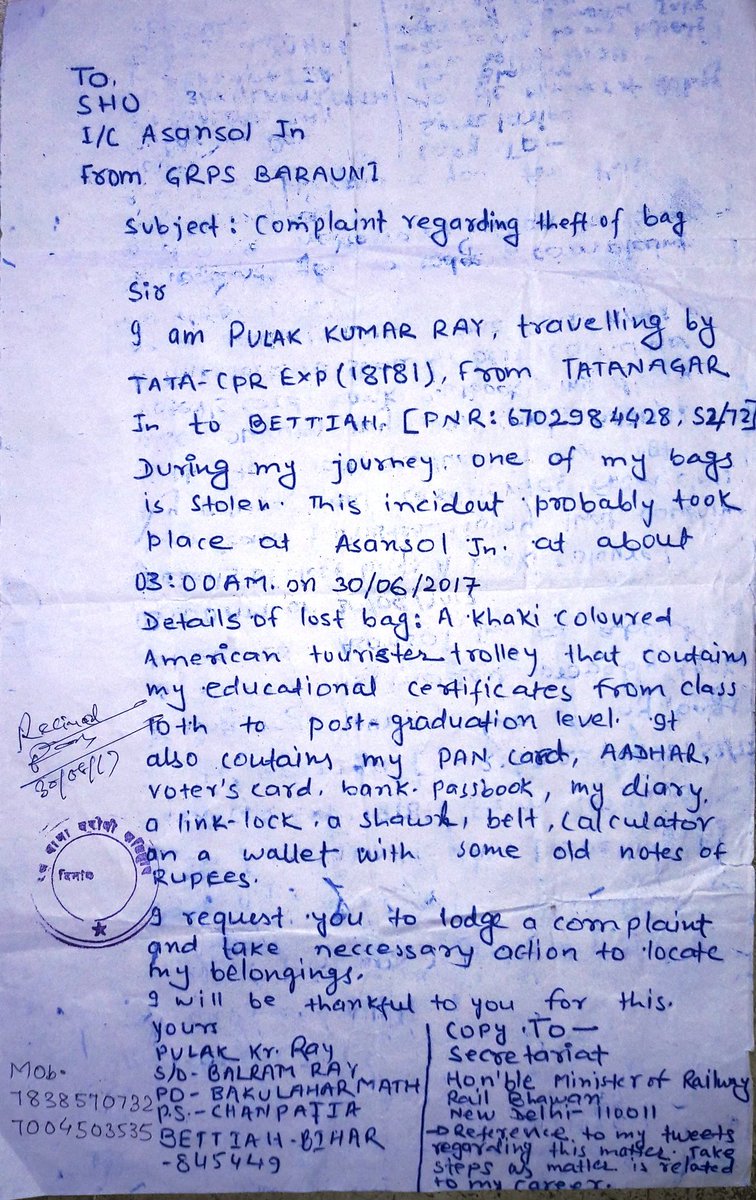 To,
SHO
I/C Asansol Jn
From GRPS BARAUNI
Subject: Complaint regarding theft of bag
Sir
I am PULAK KUMAR RAY, travelling by
TATA-CPR EXP (18181), From TATANAGAR
Jn to BETTIAH. [PNR: 6702984428, S2/72]
During my journey one of my bags
is stolen. This incident probably took
place at Asansol Jn. at about
03:00AM. on 30/06/2017
Details of lost bag: A khaki coloured
American tourister trolley that contains
my educational certificates from class
10th to post-graduation level. It
also contains my PAN card, AADHAR,
voter's card, bank passbook, my diary,
a link-lock, a shawl, belt, calculator
an a wallet with some old notes of
Rupees.
I request you to lodge a complaint
and take neccessary action to locate
my belongings.
I will be thankful to you for this.
yours
PULAK Kr. Ray
S/O- BALRAM RAY
PO- BAKULAHAR MATH
P.S.- CHANPATIA
BETTIAH-BIHAR
-845449
Mob.
7838570732
7004503535
Copy To-
Secretariat
Hon'ble Minister of Railway
Rail Bhawan
New Delhi- 110011
→ Reference to my tweets
regarding this matter. Take
steps as matter is related
to my career.
Received
30/06/17
दिनांक